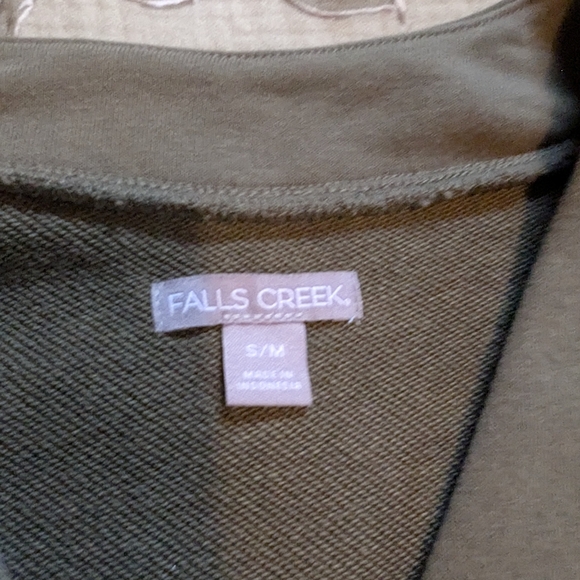 FALLS CREEK.
S/M
MADE IN
INDONESIA